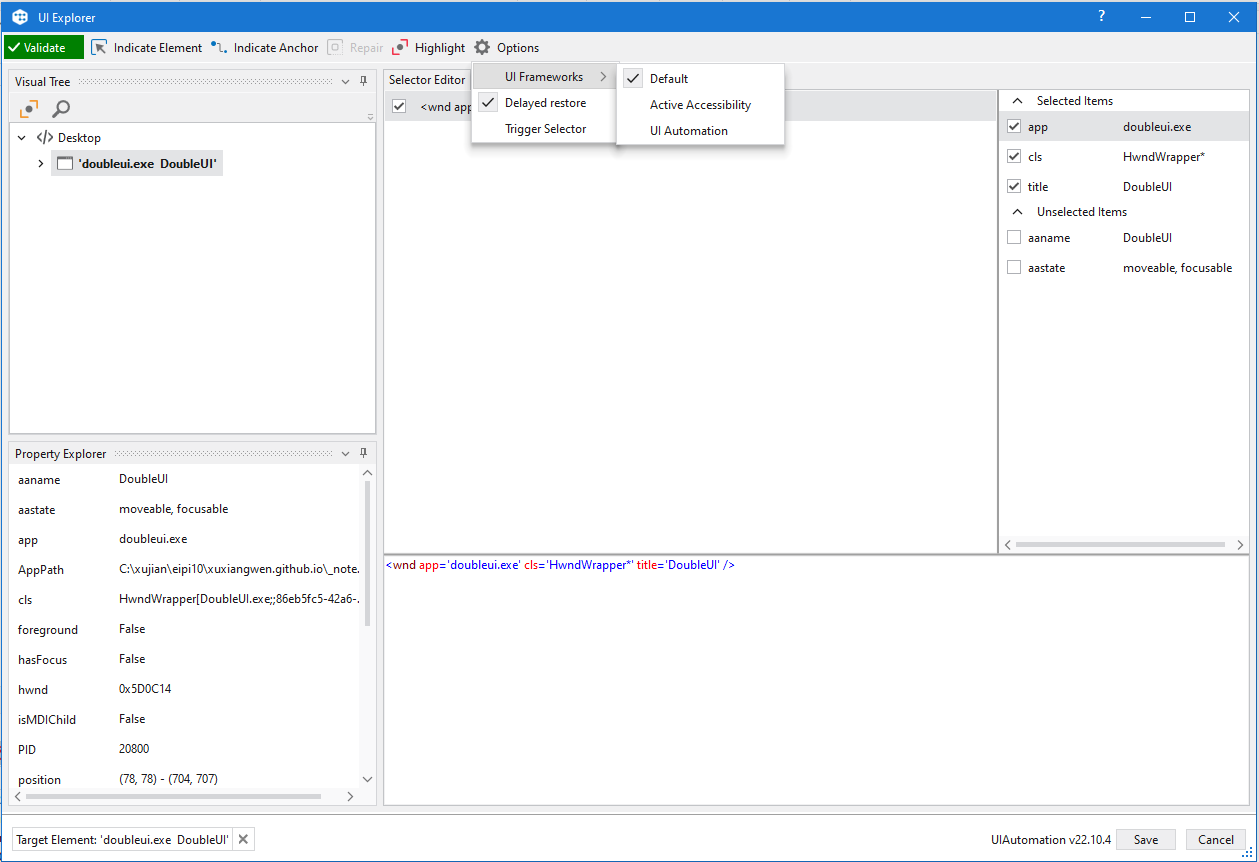 UI Explorer
?
Validate Indicate Element Indicate Anchor Repair Highlight Options
Visual Tree
Desktop
'doubleui.exe DoubleUI'
Selector Editor
<wnd app
UI Frameworks
Delayed restore
Trigger Selector
Default
Active Accessibility
UI Automation
Selected Items
app doubleui.exe
cls HwndWrapper*
title DoubleUI
Unselected Items
aaname DoubleUI
aastate moveable, focusable
Property Explorer
aaname DoubleUI
aastate moveable, focusable
app doubleui.exe
AppPath C:\xujian\eipi10\xuxiangwen.github.io\_note.
cls HwndWrapper[DoubleUI.exe;;86eb5fc5-42a6-.
foreground False
hasFocus False
hwnd 0x5D0C14
isMDIChild False
PID 20800
position (78, 78) - (704, 707)
<wnd app='doubleui.exe' cls='HwndWrapper*' title='DoubleUI' />
Target Element: 'doubleui.exe DoubleUI'
UIAutomation v22.10.4 Save Cancel